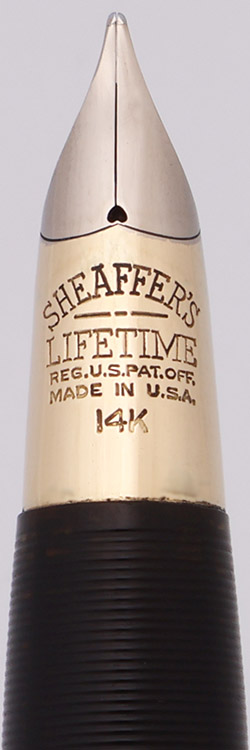 SHEAFFER'S
LIFETIME
REG.U.S.PAT.OFF.
MADE IN U.S.A.
14K